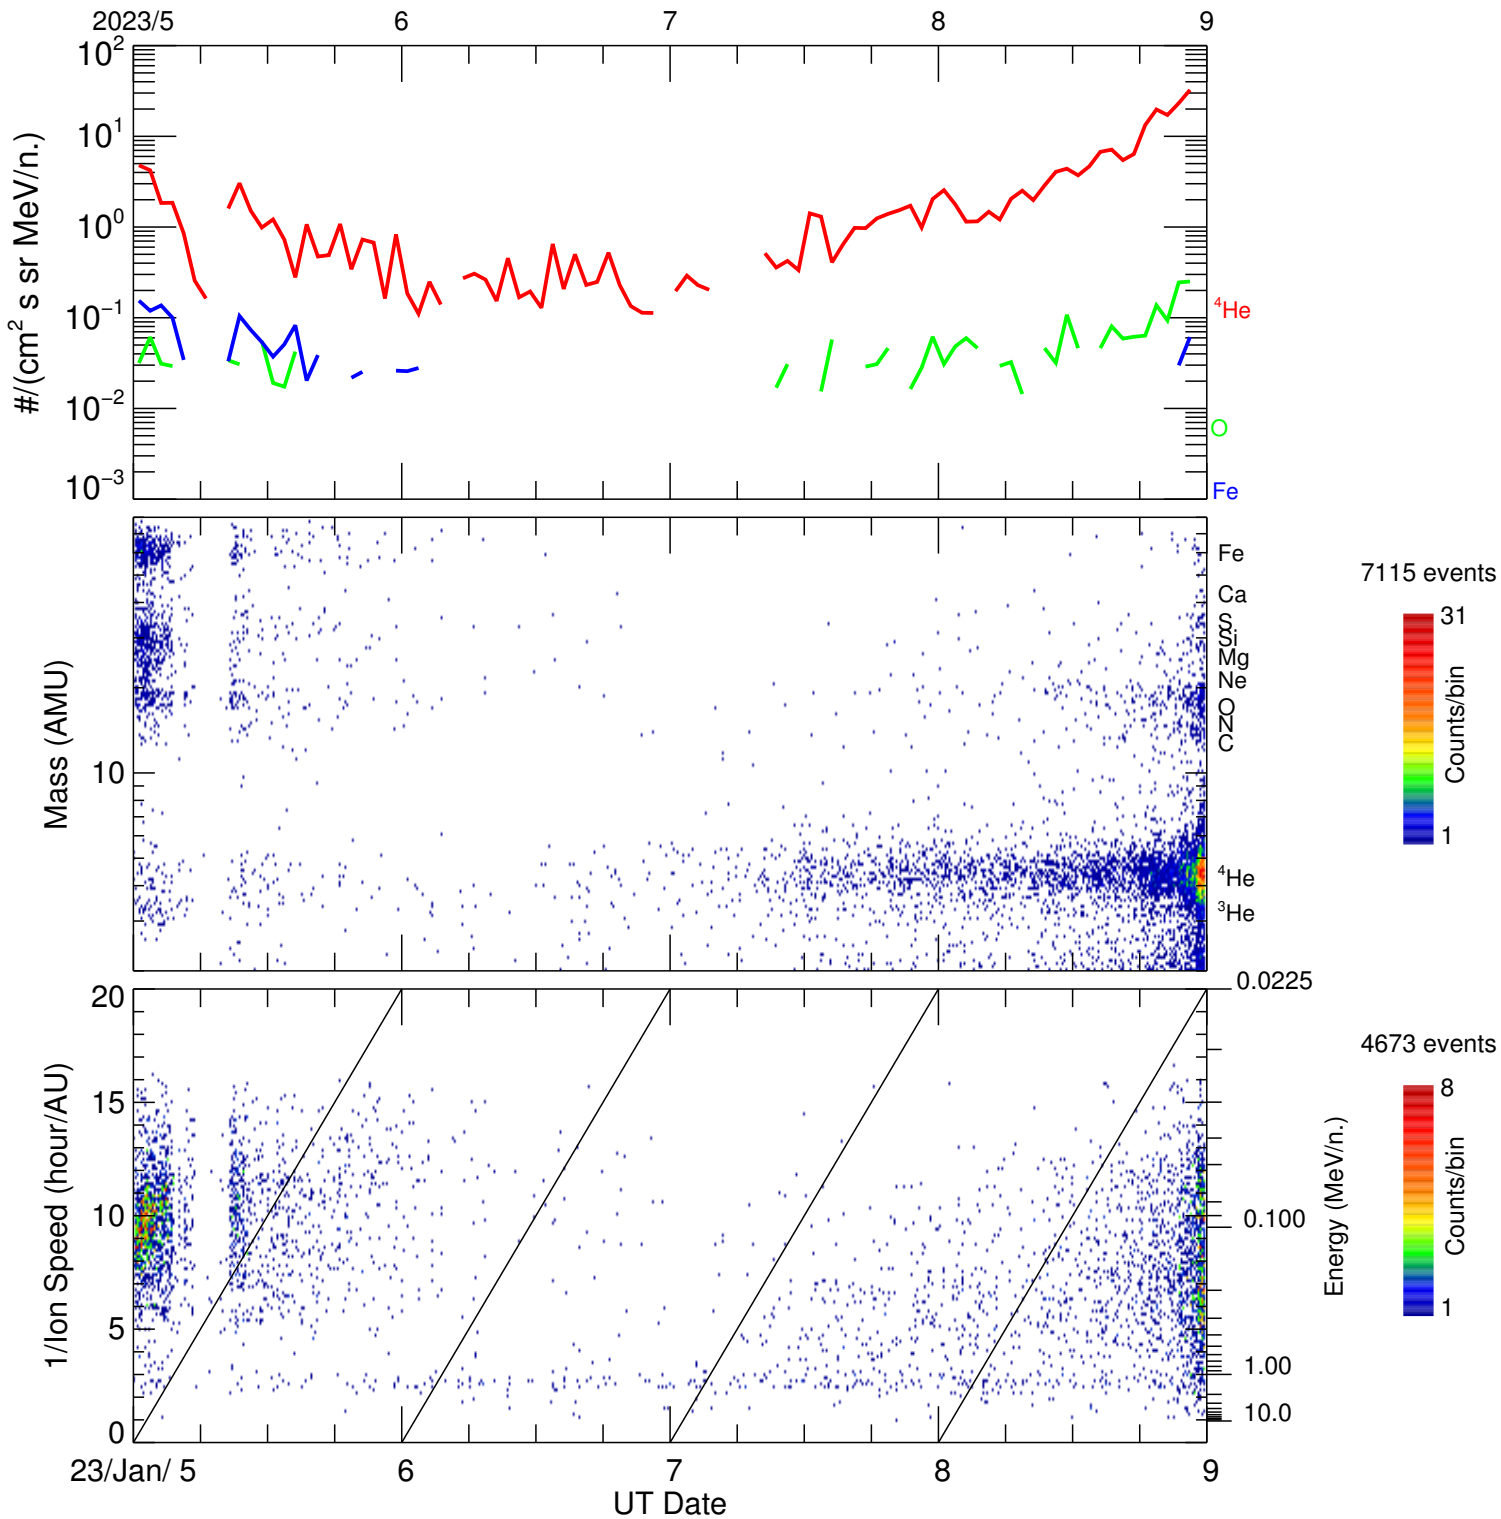 2023/5 6 7 8 9
10² 10¹ 10⁰ 10⁻¹ 10⁻² 10⁻³
#/(cm² s sr MeV/n.)
⁴He
O
Fe
Mass (AMU)
10
Fe
Ca
S
Si
Mg
Ne
O
N
C
⁴He
³He
7115 events
31
Counts/bin
1
1/Ion Speed (hour/AU)
20
15
10
5
0
0.0225
0.100
1.00
10.0
Energy (MeV/n.)
4673 events
8
Counts/bin
1
23/Jan/ 5 6 7 8 9
UT Date